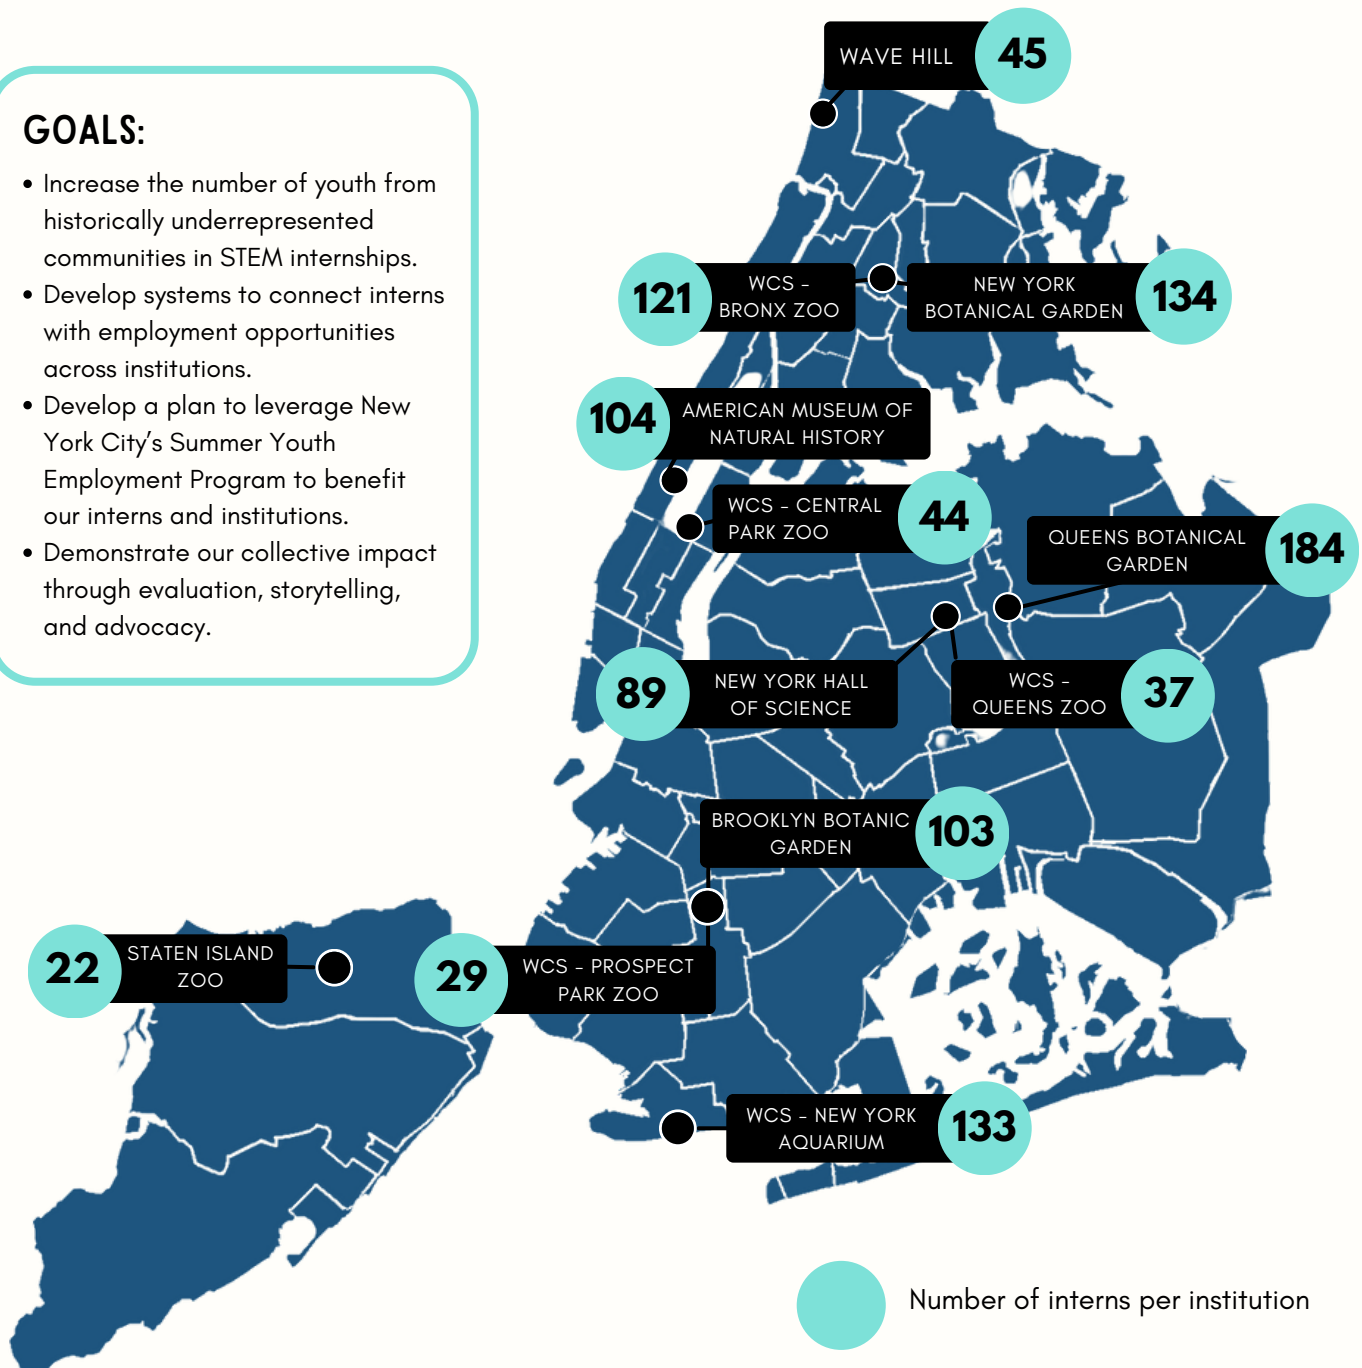 WAVE HILL
45
GOALS:
• Increase the number of youth from
historically underrepresented
communities in STEM internships.
• Develop systems to connect interns
with employment opportunities
across institutions.
• Develop a plan to leverage New
York City's Summer Youth
Employment Program to benefit
our interns and institutions.
• Demonstrate our collective impact
through evaluation, storytelling,
and advocacy.
121
WCS -
BRONX ZOO
NEW YORK
BOTANICAL GARDEN
134
104
AMERICAN MUSEUM OF
NATURAL HISTORY
WCS - CENTRAL
PARK ZOO
44
QUEENS BOTANICAL
GARDEN
184
89
NEW YORK HALL
OF SCIENCE
WCS -
QUEENS ZOO
37
BROOKLYN BOTANIC
GARDEN
103
22
STATEN ISLAND
ZOO
29
WCS - PROSPECT
PARK ZOO
WCS - NEW YORK
AQUARIUM
133
Number of interns per institution